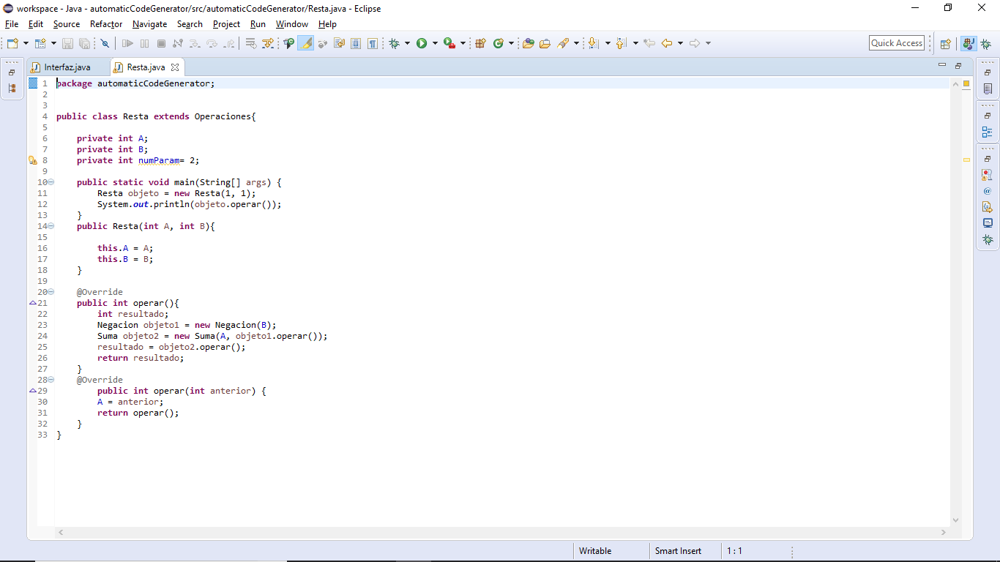 workspace - Java - automaticCodeGenerator/src/automaticCodeGenerator/Resta.java - Eclipse
File Edit Source Refactor Navigate Search Project Run Window Help
Quick Access
Interfaz.java Resta.java
1 package automaticCodeGenerator;
2
3
4 public class Resta extends Operaciones{
5
6 private int A;
7 private int B;
8 private int numParam= 2;
9
10 public static void main(String[] args) {
11 Resta objeto = new Resta(1, 1);
12 System.out.println(objeto.operar());
13 }
14 public Resta(int A, int B){
15
16 this.A = A;
17 this.B = B;
18 }
19
20 @Override
21 public int operar(){
22 int resultado;
23 Negacion objeto1 = new Negacion(B);
24 Suma objeto2 = new Suma(A, objeto1.operar());
25 resultado = objeto2.operar();
26 return resultado;
27 }
28 @Override
29 public int operar(int anterior) {
30 A = anterior;
31 return operar();
32 }
33 }
Writable Smart Insert 1 : 1